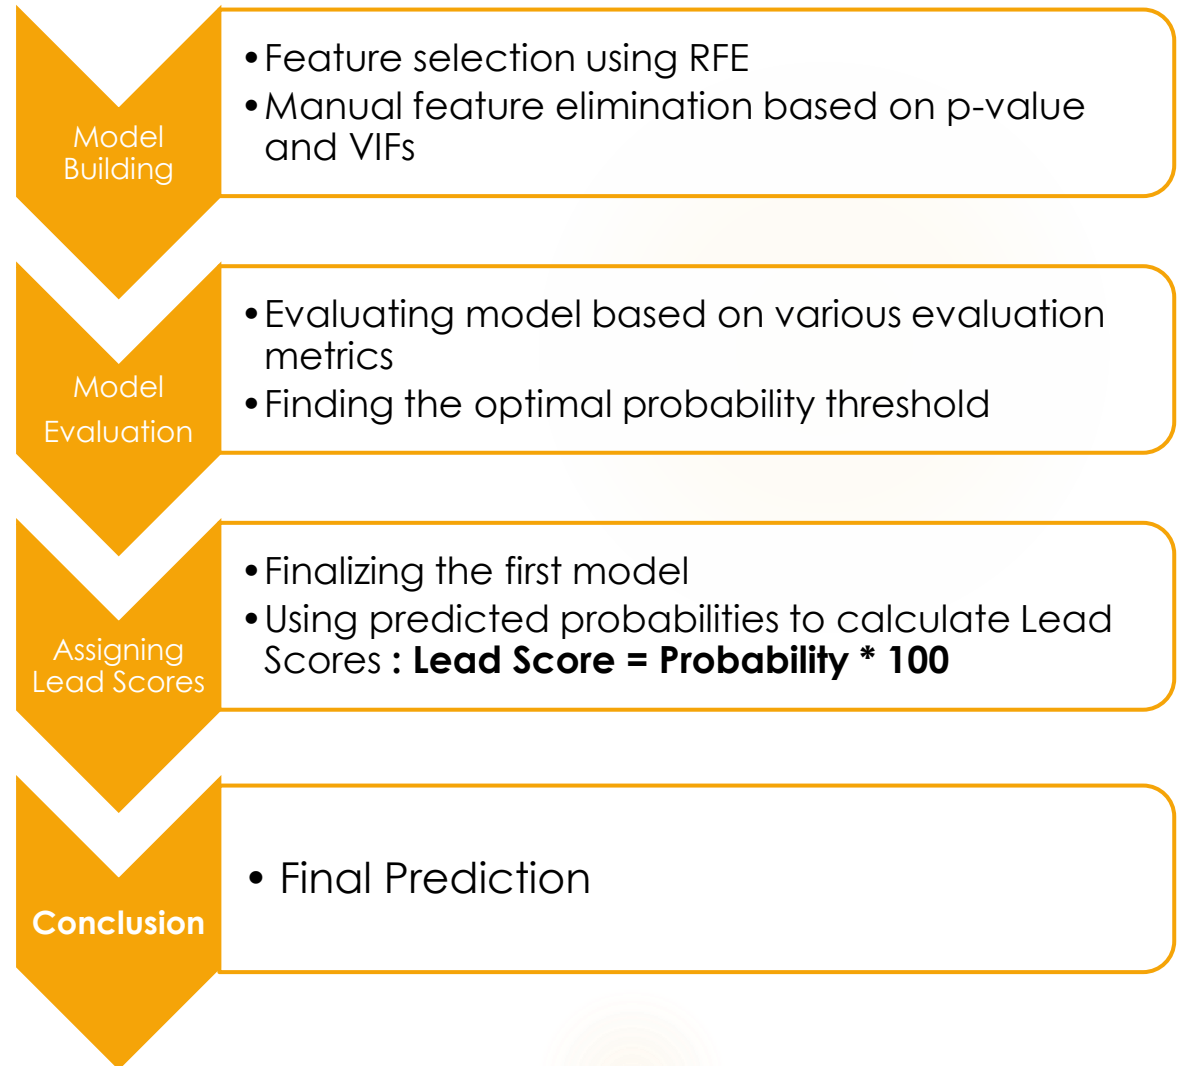 Model
Building
•Feature selection using RFE
•Manual feature elimination based on p-value
and VIFs
Model
Evaluation
•Evaluating model based on various evaluation
metrics
•Finding the optimal probability threshold
Assigning
Lead Scores
•Finalizing the first model
•Using predicted probabilities to calculate Lead
Scores : Lead Score = Probability * 100
Conclusion
• Final Prediction